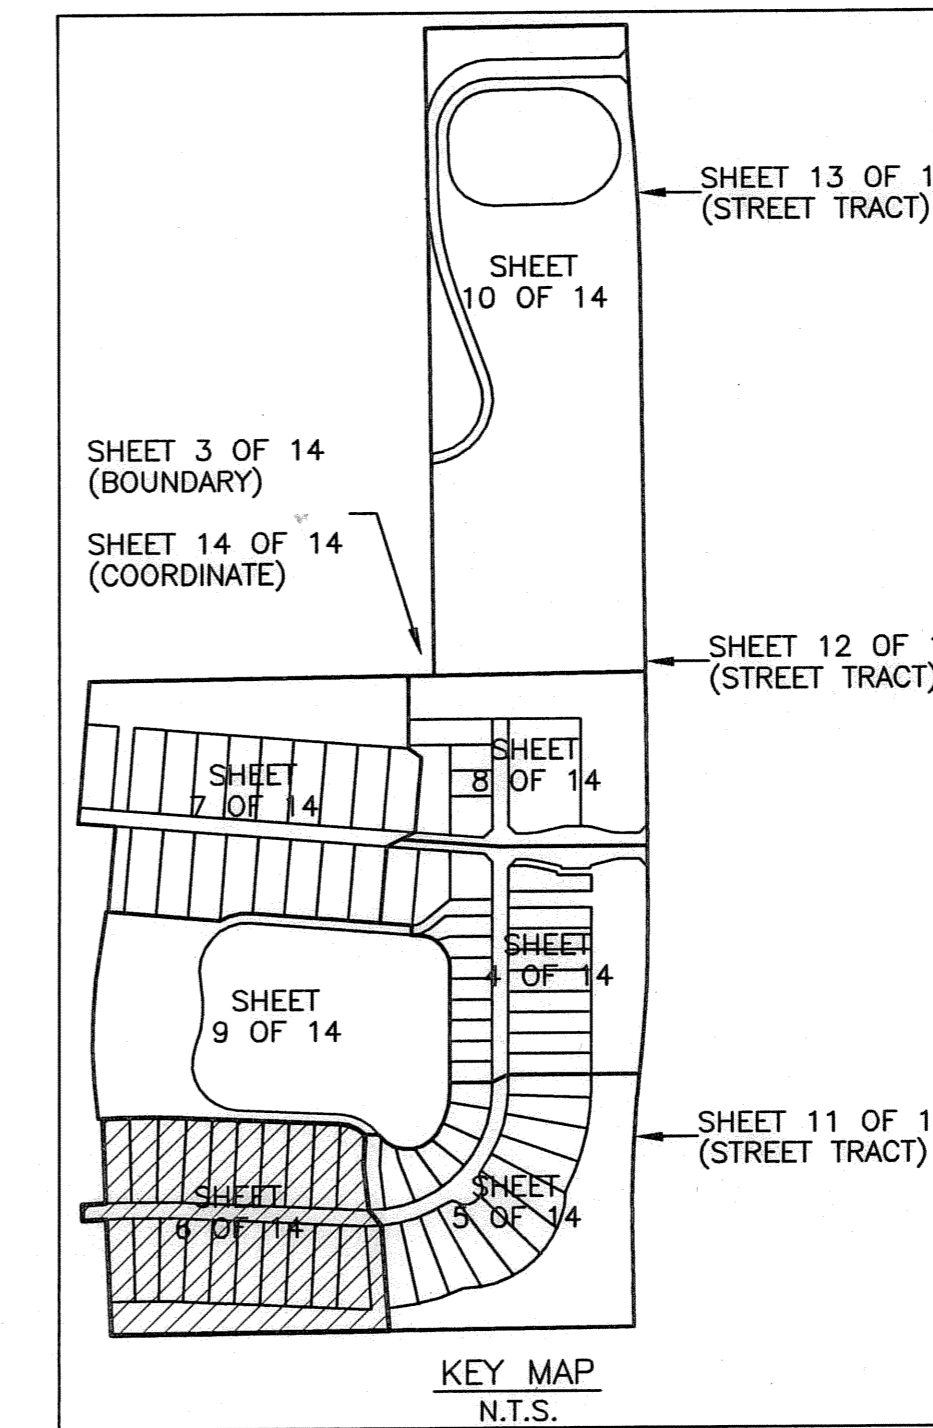 SHEET 13 OF 1
(STREET TRACT)
SHEET
10 OF 14
SHEET 3 OF 14
(BOUNDARY)
SHEET 14 OF 14
(COORDINATE)
SHEET 12 OF 1
(STREET TRACT)
SHEET
7 OF 14
SHEET
8 OF 14
SHEET
4 OF 14
SHEET
9 OF 14
SHEET 11 OF 1
(STREET TRACT)
SHEET
6 OF 14
SHEET
5 OF 14
KEY MAP
N.T.S.